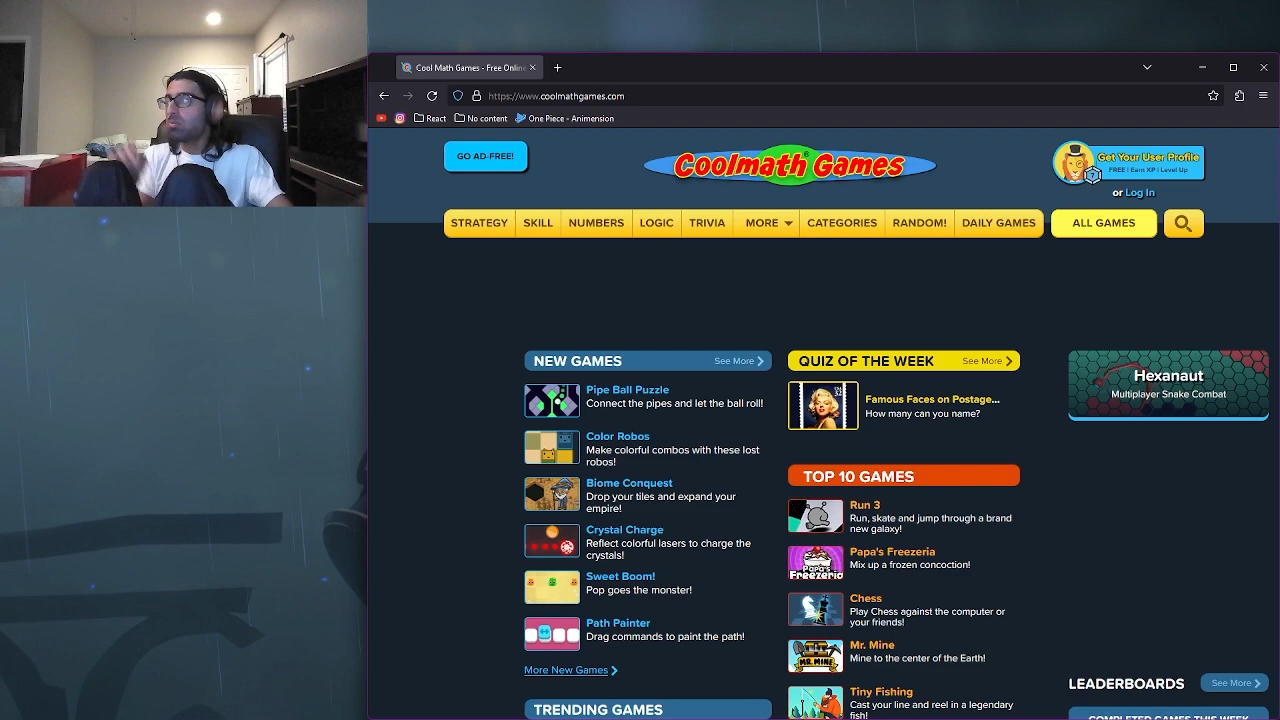 Cool Math Games - Free Online
https://www.coolmathgames.com
React
No content
One Piece - Animension
GO AD-FREE!
Coolmath Games
Get Your User Profile
FREE | Earn XP | Level Up
or Log In
STRATEGY
SKILL
NUMBERS
LOGIC
TRIVIA
MORE
CATEGORIES
RANDOM!
DAILY GAMES
ALL GAMES
NEW GAMES
See More
Pipe Ball Puzzle
Connect the pipes and let the ball roll!
Color Robos
Make colorful combos with these lost
robos!
Biome Conquest
Drop your tiles and expand your
empire!
Crystal Charge
Reflect colorful lasers to charge the
crystals!
Sweet Boom!
Pop goes the monster!
Path Painter
Drag commands to paint the path!
More New Games
TRENDING GAMES
QUIZ OF THE WEEK
See More
Famous Faces on Postage...
How many can you name?
TOP 10 GAMES
Run 3
Run, skate and jump through a brand
new galaxy!
Papa's Freezeria
Mix up a frozen concoction!
Papa's
Freezeria
Chess
Play Chess against the computer or
your friends!
Mr. Mine
Mine to the center of the Earth!
MR. MINE
Tiny Fishing
Cast your line and reel in a legendary
fish!
Hexanaut
Multiplayer Snake Combat
LEADERBOARDS
See More
COMPLETED GAMES THIS WEEK